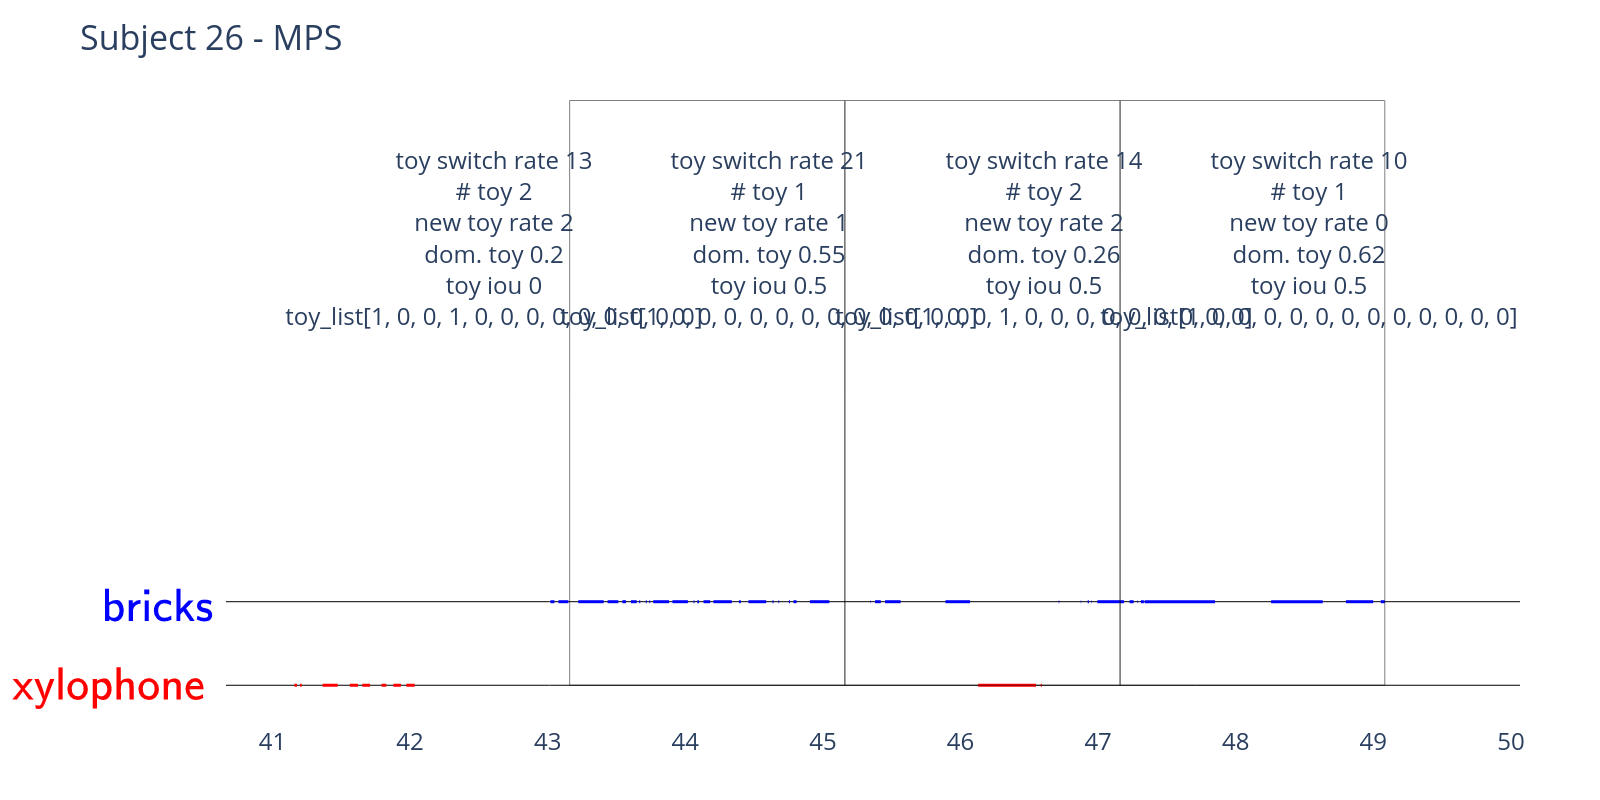 Subject 26 - MPS
toy switch rate 13
# toy 2
new toy rate 2
dom. toy 0.2
toy iou 0
toy switch rate 21
# toy 1
new toy rate 1
dom. toy 0.55
toy iou 0.5
toy switch rate 14
# toy 2
new toy rate 2
dom. toy 0.26
toy iou 0.5
toy switch rate 10
# toy 1
new toy rate 0
dom. toy 0.62
toy iou 0.5
toy_list[1, 0, 0, 1, 0, 0, 0, 0,
bricks
xylophone
41 42 43 44 45 46 47 48 49 50